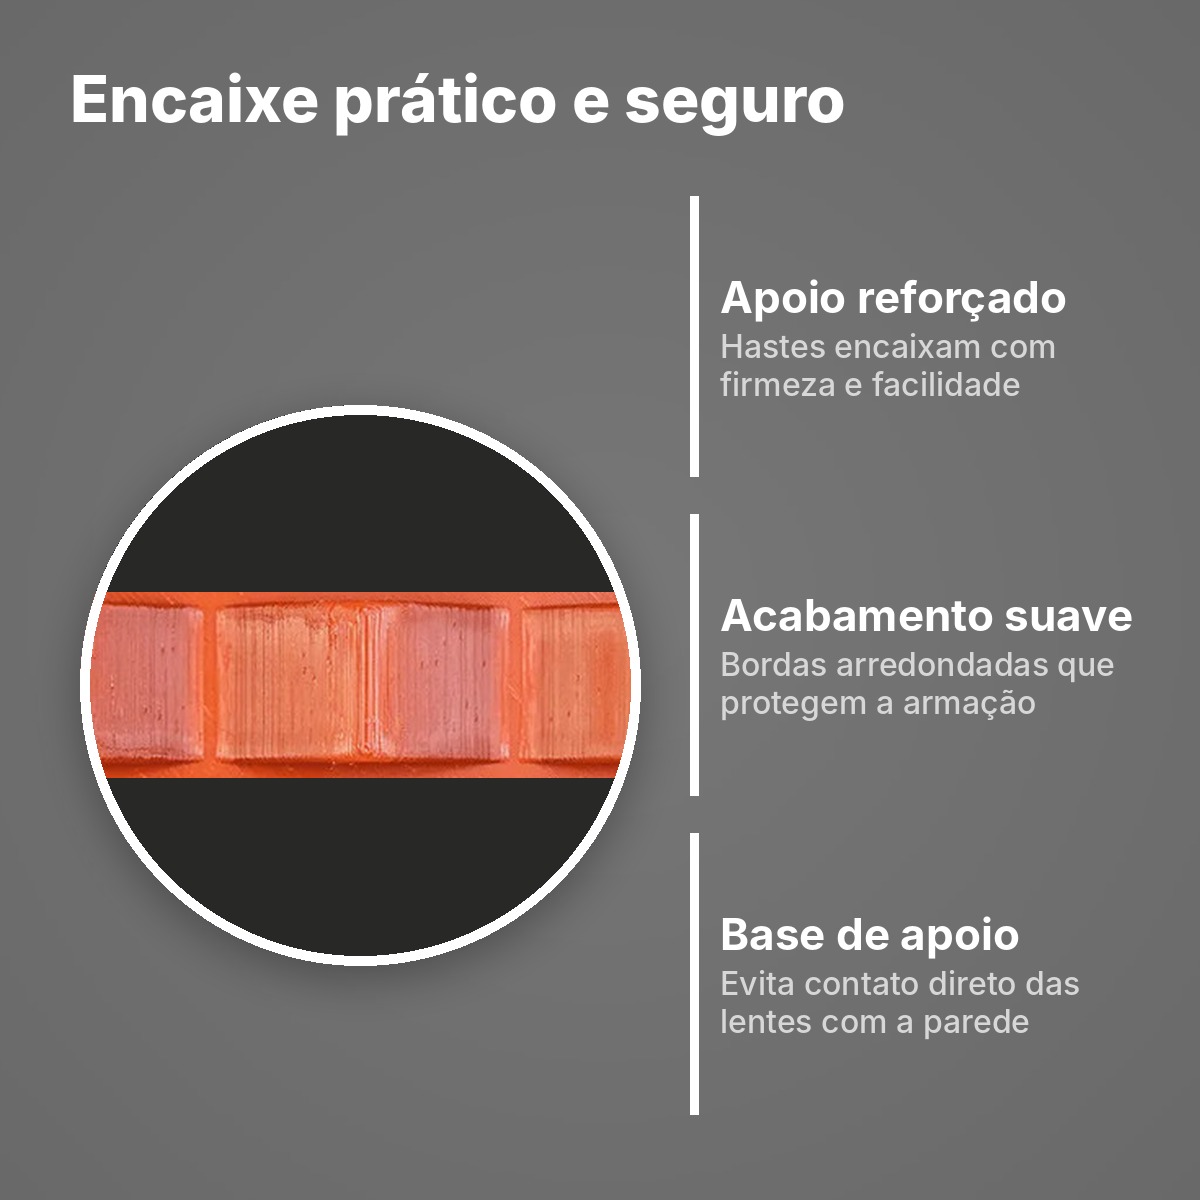 Encaixe prático e seguro
Apoio reforçado
Hastes encaixam com
firmeza e facilidade
Acabamento suave
Bordas arredondadas que
protegem a armação
Base de apoio
Evita contato direto das
lentes com a parede